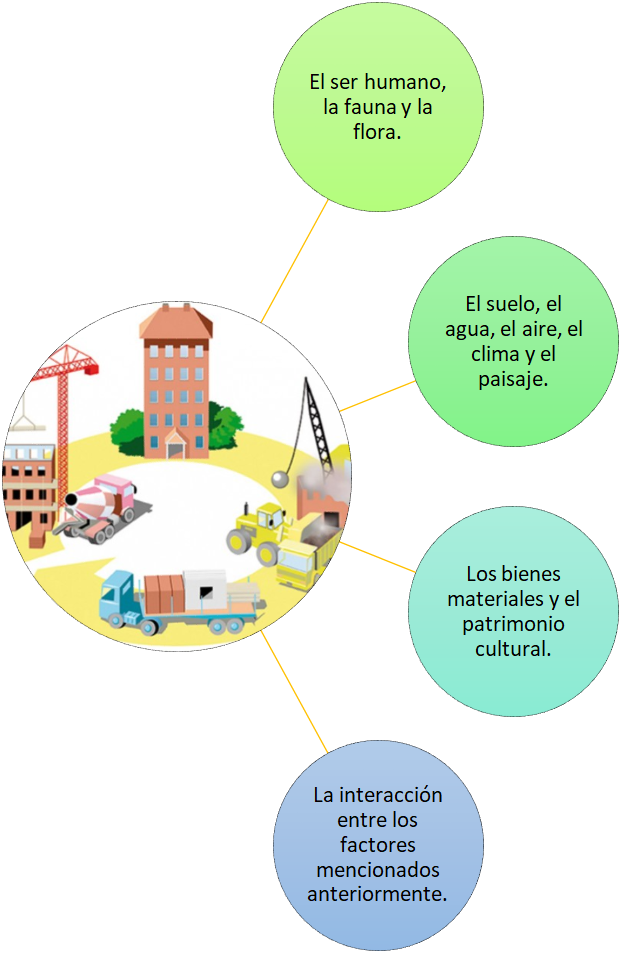 El ser humano,
la fauna y la
flora.
El suelo, el
agua, el aire, el
clima y el
paisaje.
Los bienes
materiales y el
patrimonio
cultural.
La interacción
entre los
factores
mencionados
anteriormente.